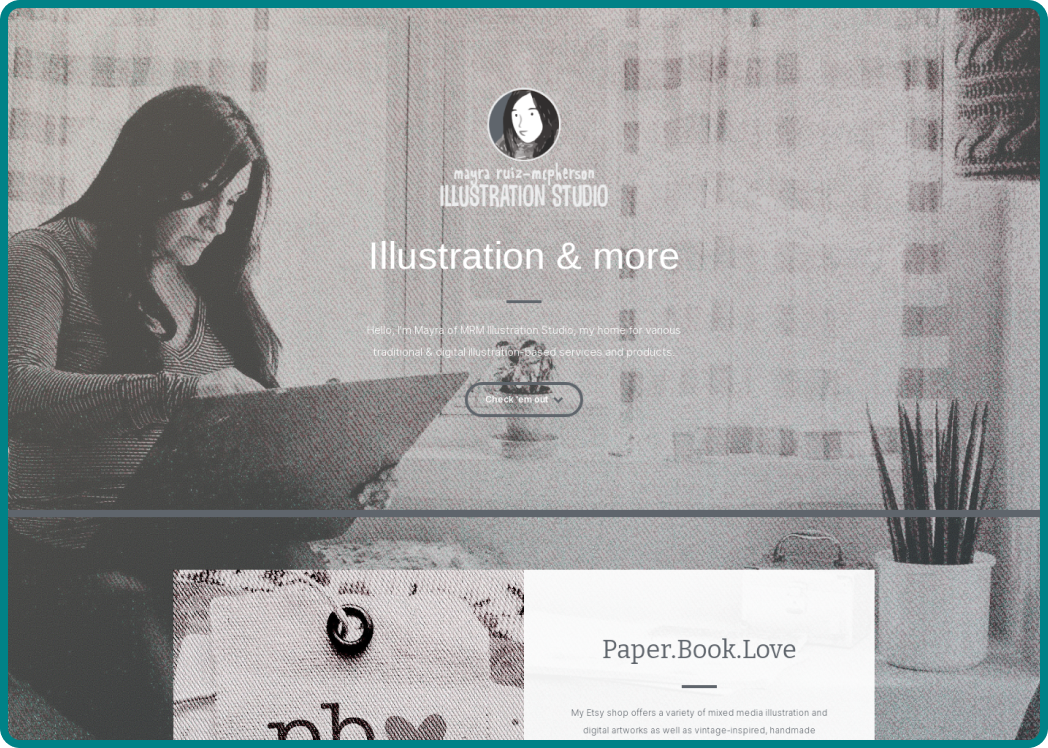 mayra ruiz-mcpherson
ILLUSTRATION STUDIO
Illustration & more
Hello, I'm Mayra of MRM Illustration Studio, my home for various
traditional & digital illustration-based services and products.
Check 'em out
pb
Paper.Book.Love
My Etsy shop offers a variety of mixed media illustration and
digital artworks as well as vintage-inspired, handmade